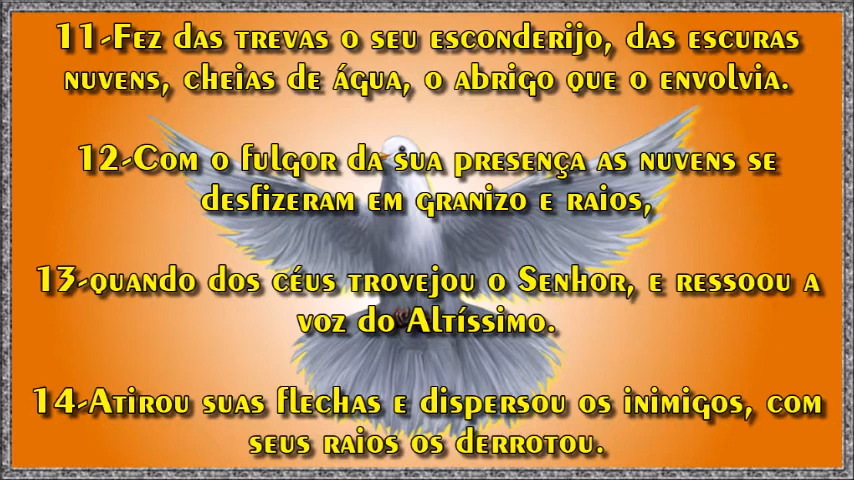 11-Fez das trevas o seu esconderijo, das escuras
nuvens, cheias de água, o abrigo que o envolvia.
12-Com o fulgor da sua presença as nuvens se
desfizeram em granizo e raios,
13-quando dos céus trovejou o Senhor, e ressoou a
voz do Altíssimo.
14-Atirou suas flechas e dispersou os inimigos, com
seus raios os derrotou.